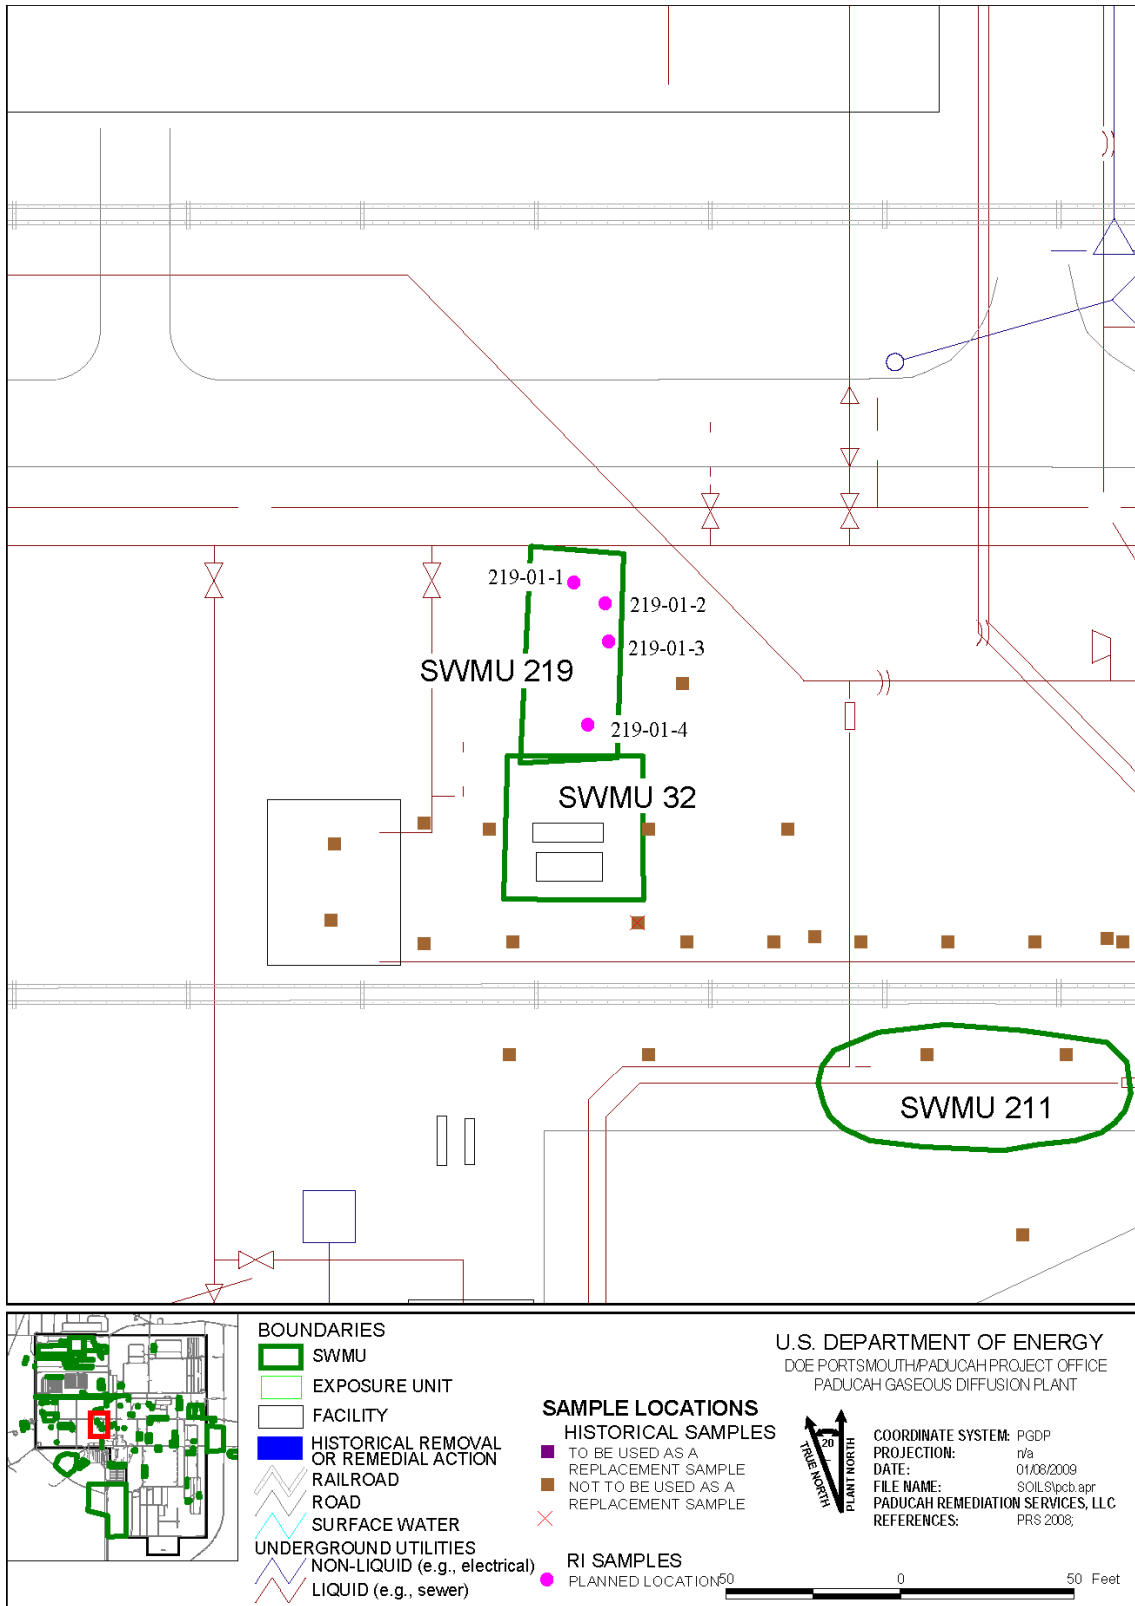 219-01-1
219-01-2
219-01-3
SWMU 219
219-01-4
SWMU 32
SWMU 211
BOUNDARIES
SWMU
EXPOSURE UNIT
FACILITY
HISTORICAL REMOVAL
OR REMEDIAL ACTION
RAILROAD
ROAD
SURFACE WATER
UNDERGROUND UTILITIES
NON-LIQUID (e.g., electrical)
LIQUID (e.g., sewer)
SAMPLE LOCATIONS
HISTORICAL SAMPLES
TO BE USED AS A
REPLACEMENT SAMPLE
NOT TO BE USED AS A
REPLACEMENT SAMPLE
RI SAMPLES
PLANNED LOCATION
U.S. DEPARTMENT OF ENERGY
DOE PORTSMOUTH/PADUCAH PROJECT OFFICE
PADUCAH GASEOUS DIFFUSION PLANT
20
TRUE NORTH
PLANT NORTH
COORDINATE SYSTEM: PGDP
PROJECTION: n/a
DATE: 01/08/2009
FILE NAME: SOILS\pcb.apr
PADUCAH REMEDIATION SERVICES, LLC
REFERENCES: PRS 2008;
50 0 50 Feet